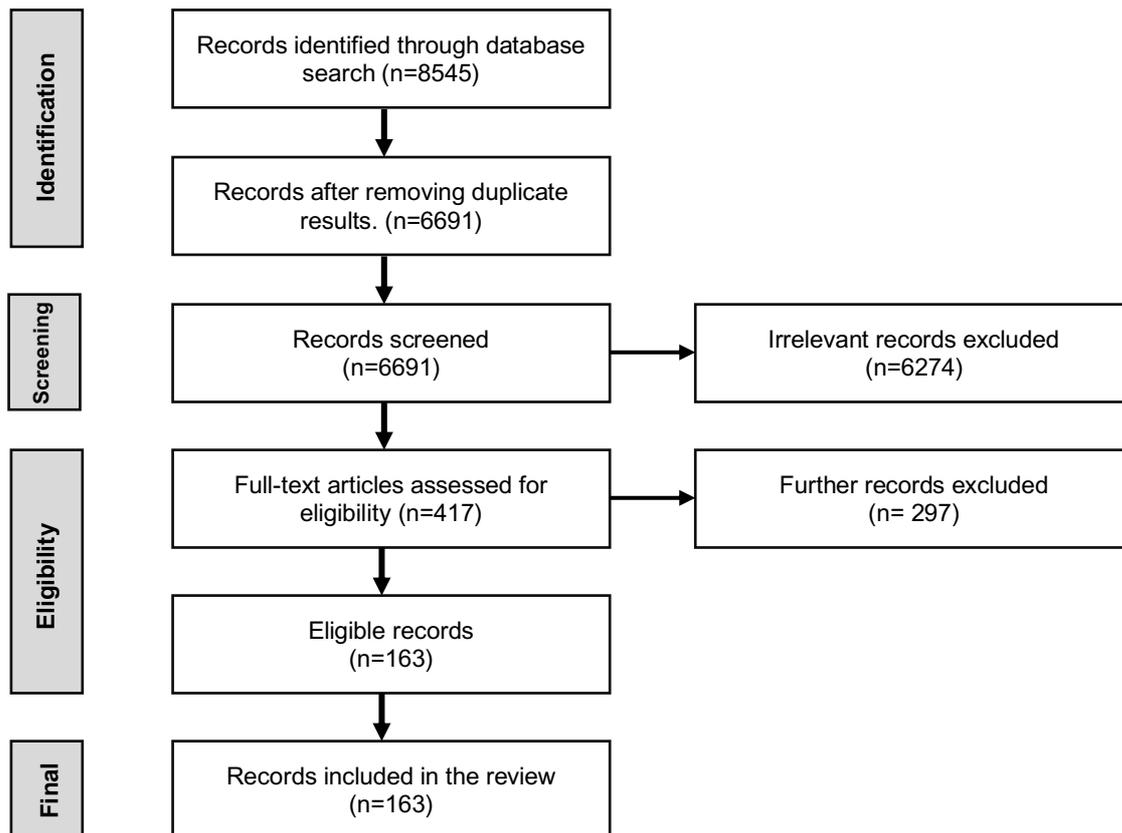 Identification
Records identified through database
search (n=8545)
Records after removing duplicate
results. (n=6691)
Screening
Records screened
(n=6691)
Irrelevant records excluded
(n=6274)
Eligibility
Full-text articles assessed for
eligibility (n=417)
Further records excluded
(n= 297)
Eligible records
(n=163)
Final
Records included in the review
(n=163)